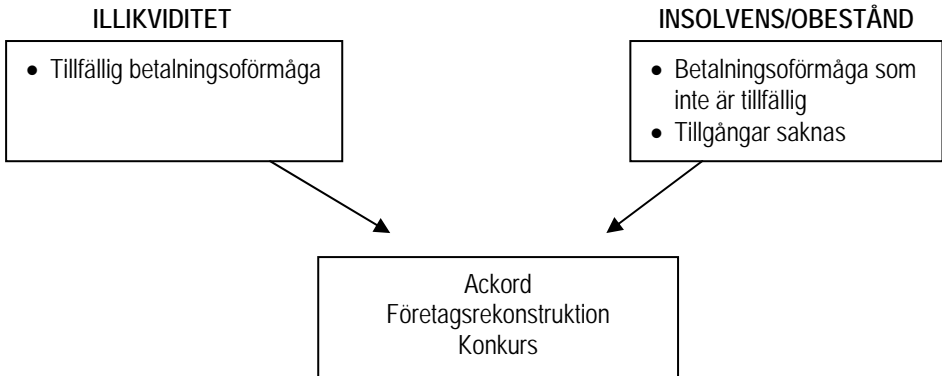 ILLIKVIDITET
• Tillfällig betalningsoförmåga
INSOLVENS/OBESTÅND
• Betalningsoförmåga som
inte är tillfällig
• Tillgångar saknas
Ackord
Företagsrekonstruktion
Konkurs